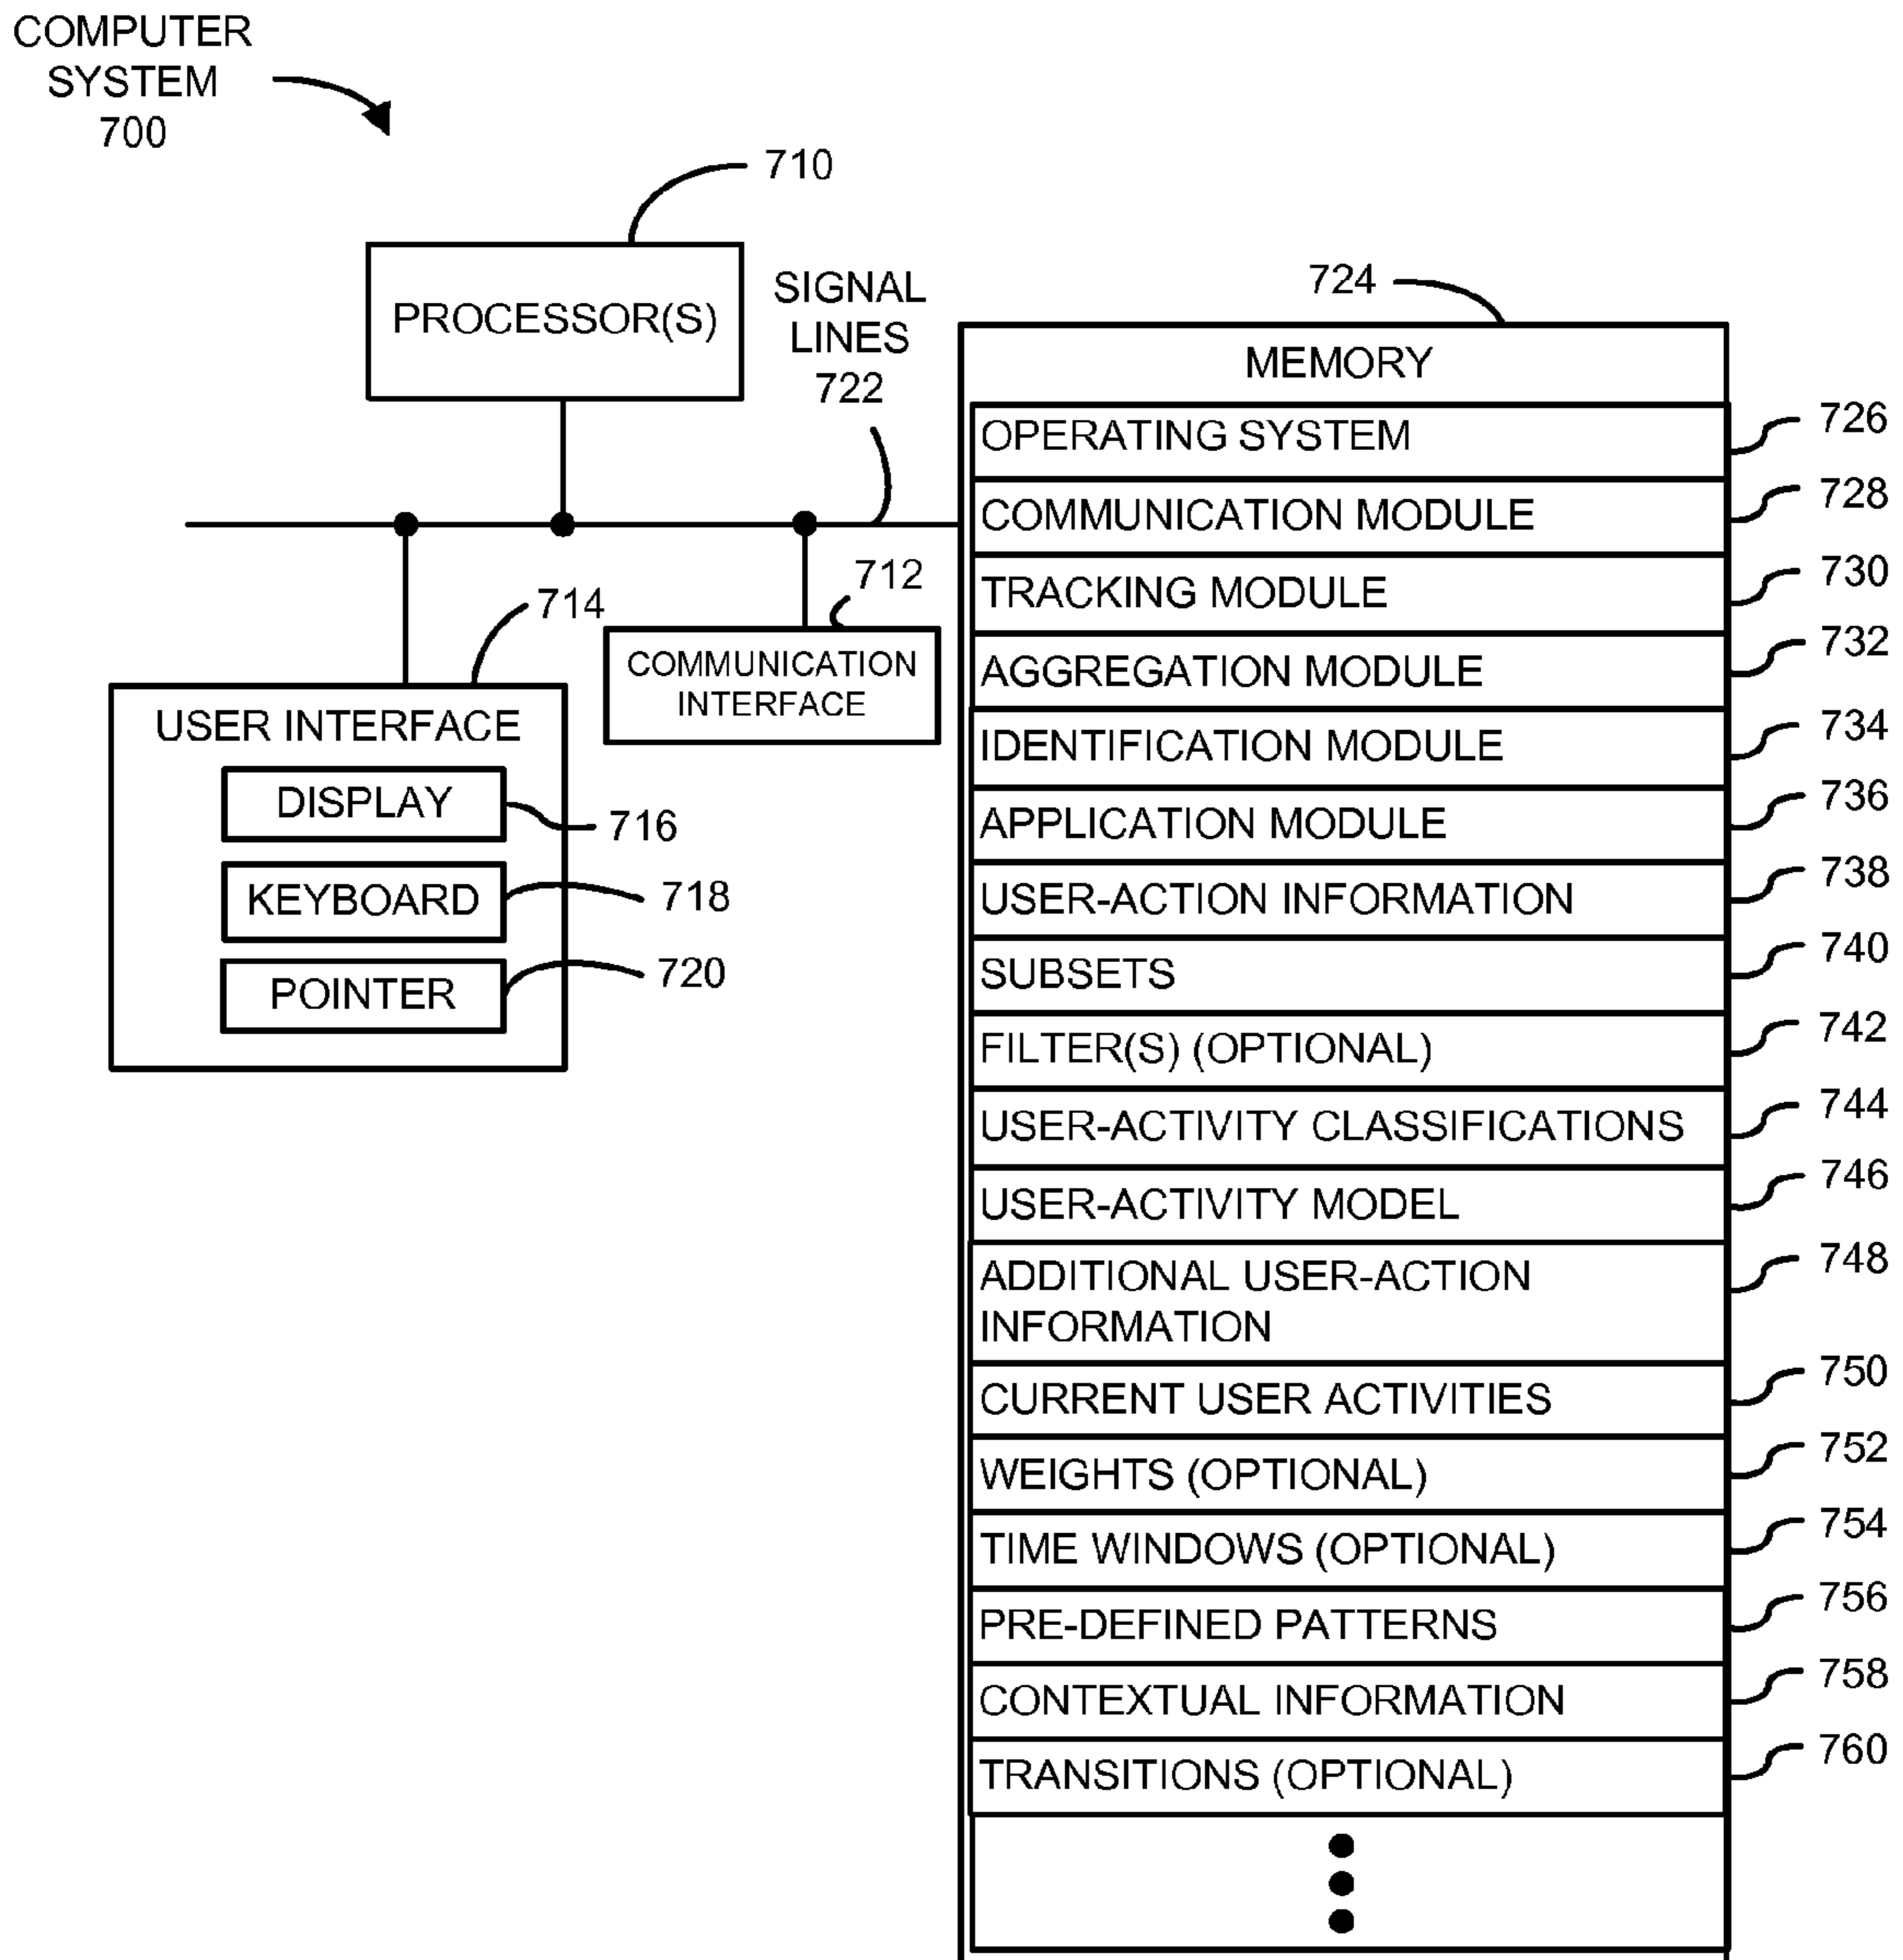 COMPUTER
SYSTEM
700
710
PROCESSOR(S)
SIGNAL
LINES
722
712
COMMUNICATION
INTERFACE
714
USER INTERFACE
DISPLAY
716
KEYBOARD
718
POINTER
720
724
MEMORY
OPERATING SYSTEM
726
COMMUNICATION MODULE
728
TRACKING MODULE
730
AGGREGATION MODULE
732
IDENTIFICATION MODULE
734
APPLICATION MODULE
736
USER-ACTION INFORMATION
738
SUBSETS
740
FILTER(S) (OPTIONAL)
742
USER-ACTIVITY CLASSIFICATIONS
744
USER-ACTIVITY MODEL
746
ADDITIONAL USER-ACTION
INFORMATION
748
CURRENT USER ACTIVITIES
750
WEIGHTS (OPTIONAL)
752
TIME WINDOWS (OPTIONAL)
754
PRE-DEFINED PATTERNS
756
CONTEXTUAL INFORMATION
758
TRANSITIONS (OPTIONAL)
760